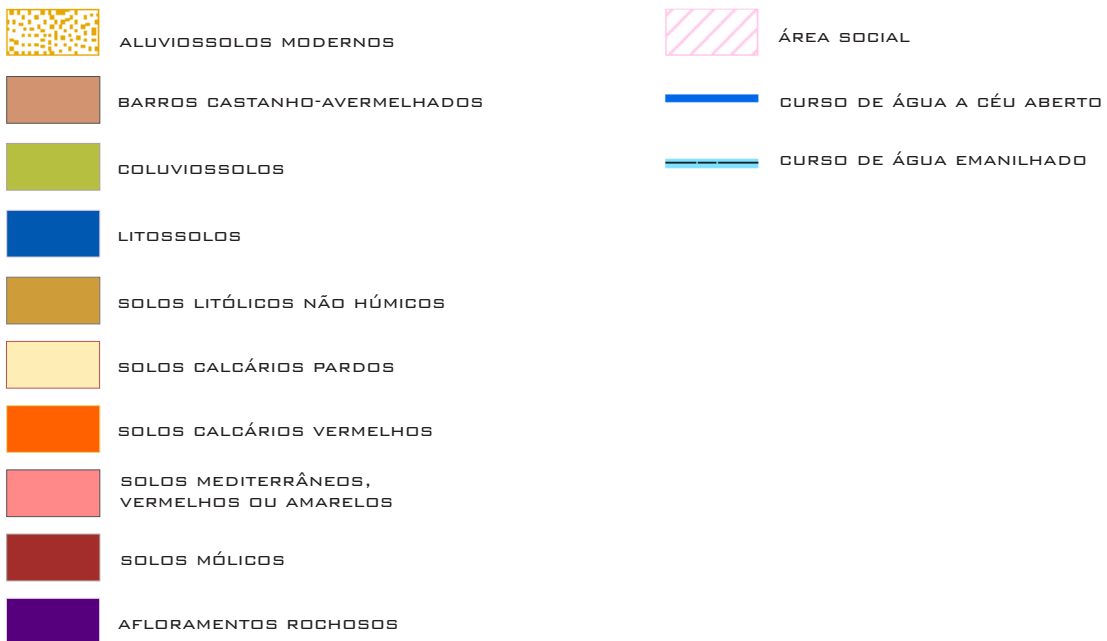 ALUVIOSSOLOS MODERNOS
BARROS CASTANHO-AVERMELHADOS
COLUVIOSSOLOS
LITOSSOLOS
SOLOS LITÓLICOS NÃO HÚMICOS
SOLOS CALCÁRIOS PARDOS
SOLOS CALCÁRIOS VERMELHOS
SOLOS MEDITERRÂNEOS,
VERMELHOS OU AMARELOS
SOLOS MÓLICOS
AFLORAMENTOS ROCHOSOS
ÁREA SOCIAL
CURSO DE ÁGUA A CÉU ABERTO
CURSO DE ÁGUA EMANILHADO